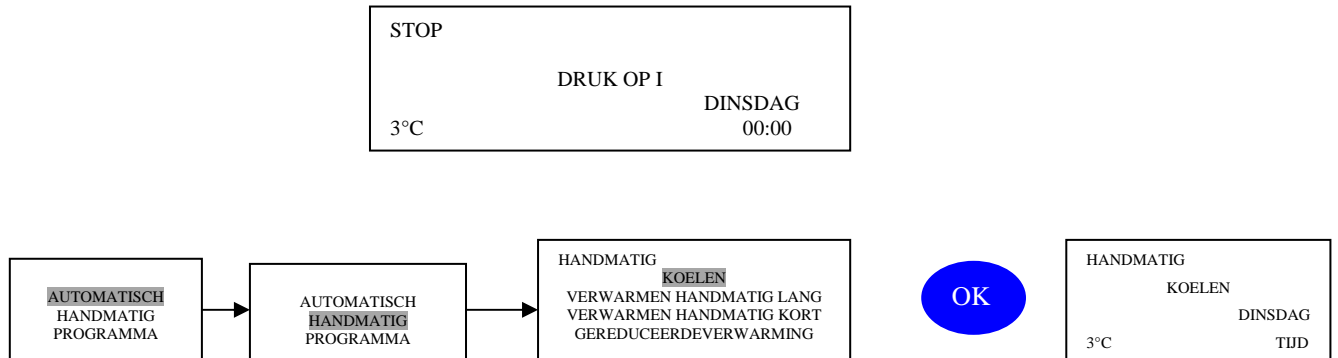 STOP
DRUK OP I
DINSDAG
3°C 00:00
AUTOMATISCH
HANDMATIG
PROGRAMMA
AUTOMATISCH
HANDMATIG
PROGRAMMA
HANDMATIG
KOELEN
VERWARMEN HANDMATIG LANG
VERWARMEN HANDMATIG KORT
GEREDUCEERDEVERWARMING
OK
HANDMATIG
KOELEN
DINSDAG
3°C TIJD